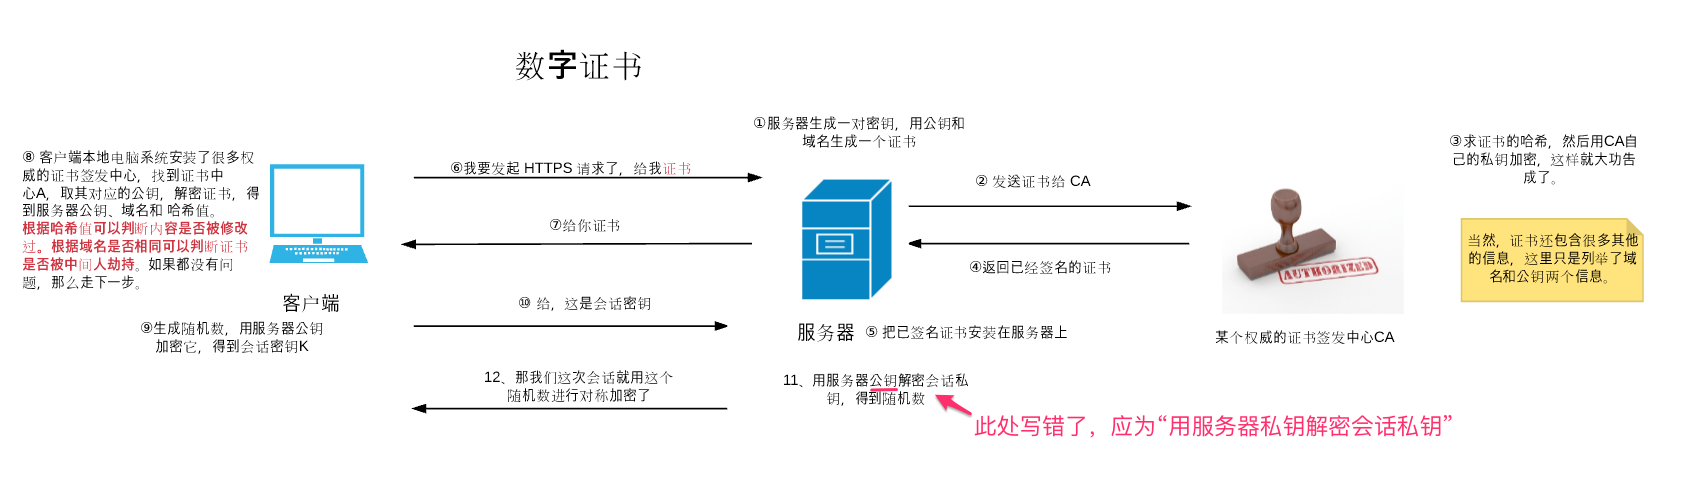 数字证书
①服务器生成一对密钥，用公钥和
域名生成一个证书
③求证书的哈希，然后用CA自
己的私钥加密，这样就大功告
成了。
⑧ 客户端本地电脑系统安装了很多权
威的证书签发中心，找到证书中
心A，取其对应的公钥，解密证书，得
到服务器公钥、域名和 哈希值。
根据哈希值可以判断内容是否被修改
过。根据域名是否相同可以判断证书
是否被中间人劫持。如果都没有问
题，那么走下一步。
⑥我要发起 HTTPS 请求了，给我证书
② 发送证书给 CA
⑦给你证书
④返回已经签名的证书
AUTHORIZED
当然，证书还包含很多其他
的信息，这里只是列举了域
名和公钥两个信息。
客户端
⑩ 给，这是会话密钥
⑨生成随机数，用服务器公钥
加密它，得到会话密钥K
服务器
⑤ 把已签名证书安装在服务器上
某个权威的证书签发中心CA
12、那我们这次会话就用这个
随机数进行对称加密了
11、用服务器公钥解密会话私
钥，得到随机数
此处写错了，应为“用服务器私钥解密会话私钥”